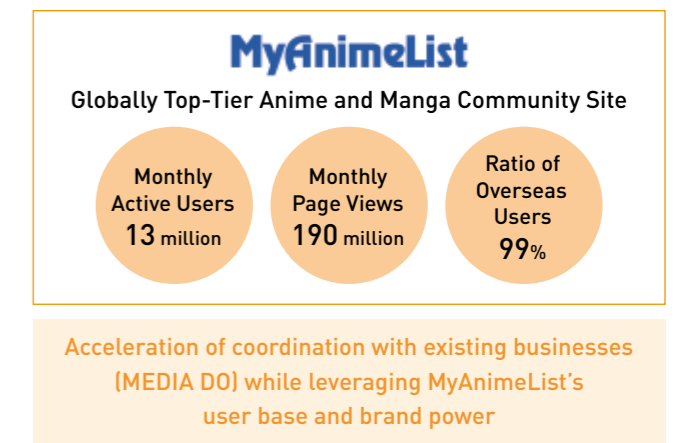 MyAnimeList
Globally Top-Tier Anime and Manga Community Site
Monthly
Active Users
13 million
Monthly
Page Views
190 million
Ratio of
Overseas
Users
99%
Acceleration of coordination with existing businesses
(MEDIA DO) while leveraging MyAnimeList's
user base and brand power